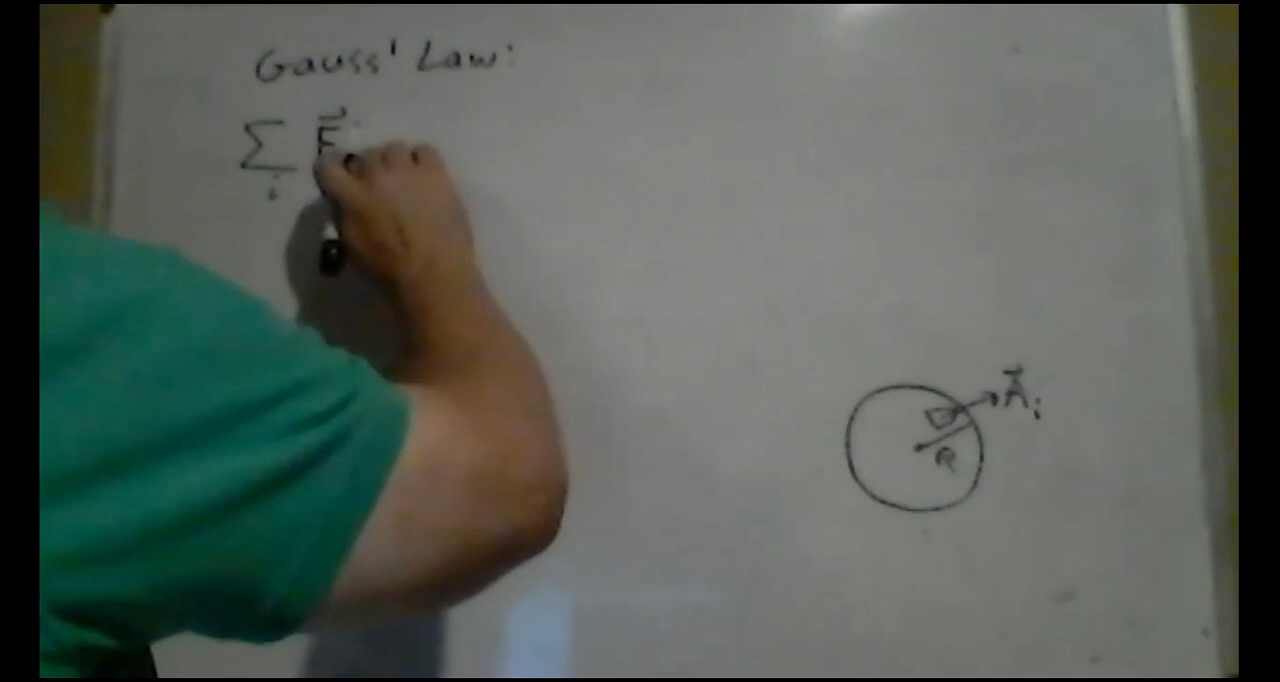 Gauss' Law:
∑ E⃗
i
A⃗i
R